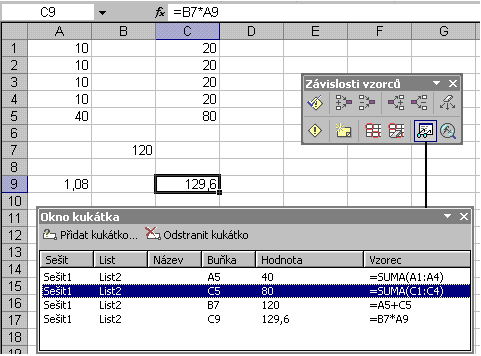 C9 fx =B7*A9
A B C D E F G
1 10 20
2 10 20
3 10 20
4 10 20
5 40 80
6
7 120
8
9 1,08 129,6
10
11
12
13
14
15
16
17
18
19
Závislosti vzorců
Okno kukátka
Přidat kukátko... Odstranit kukátko
Sešit List Název Buňka Hodnota Vzorec
Sešit1 List2 A5 40 =SUMA(A1:A4)
Sešit1 List2 C5 80 =SUMA(C1:C4)
Sešit1 List2 B7 120 =A5+C5
Sešit1 List2 C9 129,6 =B7*A9